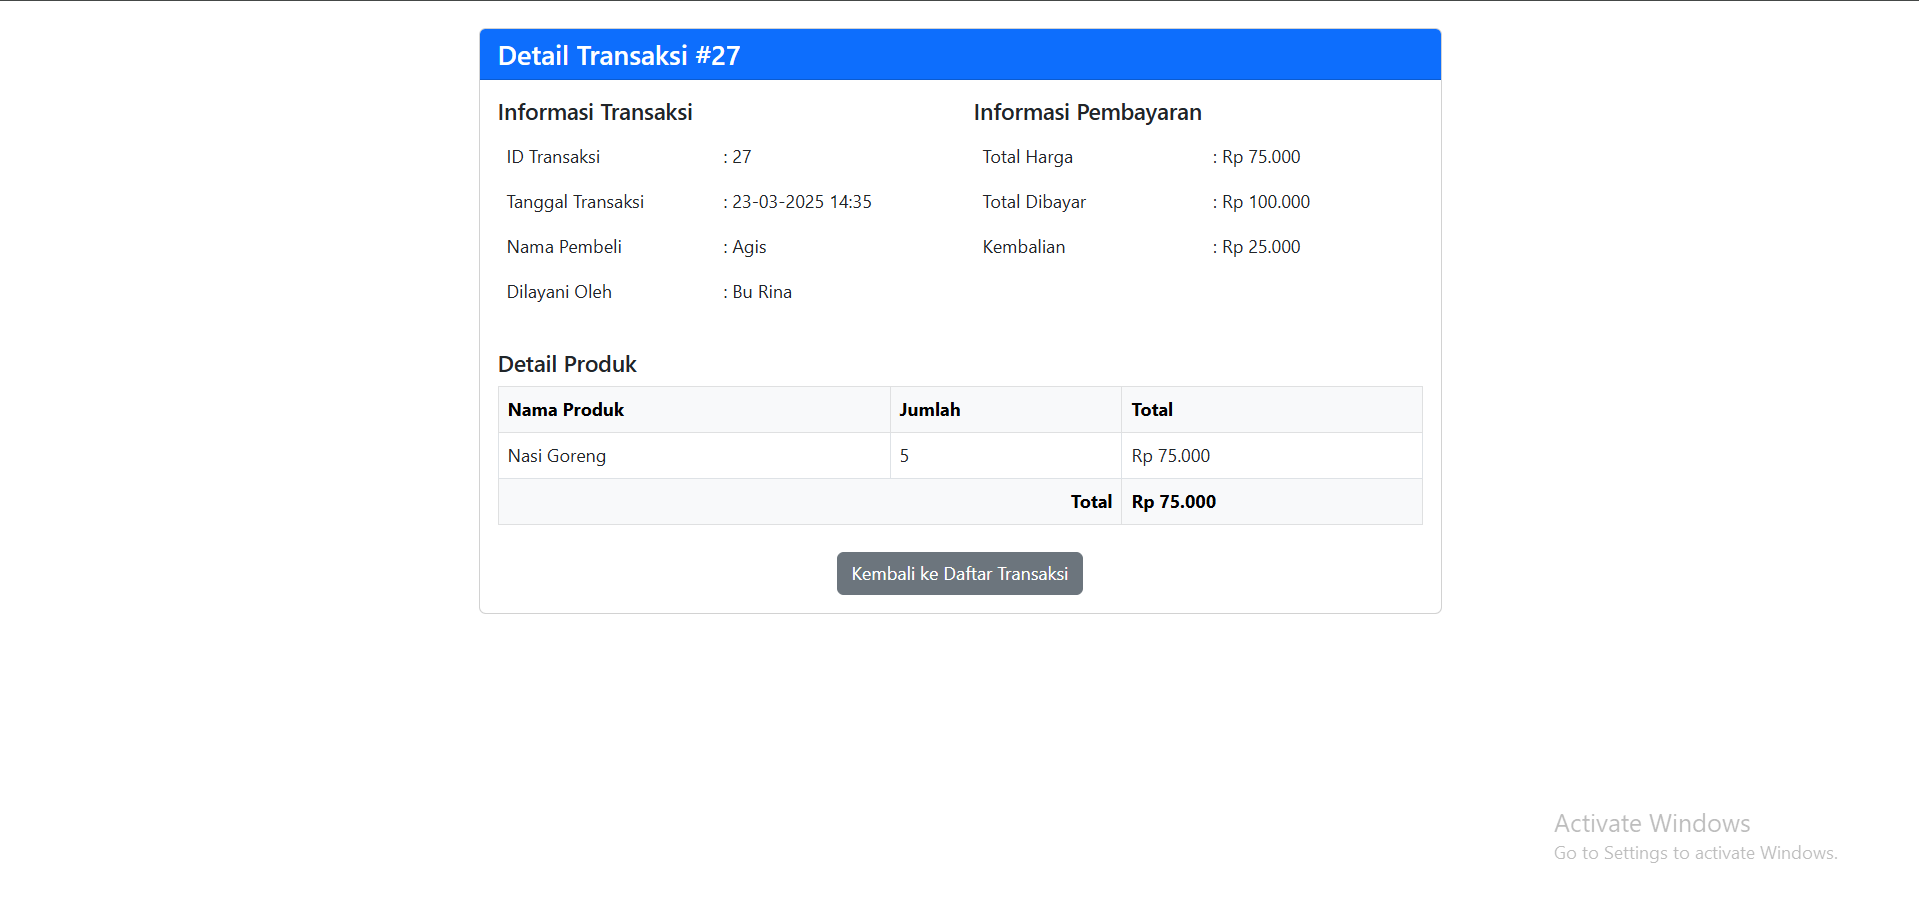 Detail Transaksi #27
Informasi Transaksi
ID Transaksi : 27
Tanggal Transaksi : 23-03-2025 14:35
Nama Pembeli : Agis
Dilayani Oleh : Bu Rina
Informasi Pembayaran
Total Harga : Rp 75.000
Total Dibayar : Rp 100.000
Kembalian : Rp 25.000
Detail Produk
Nama Produk Jumlah Total
Nasi Goreng 5 Rp 75.000
Total Rp 75.000
Kembali ke Daftar Transaksi
Activate Windows
Go to Settings to activate Windows.